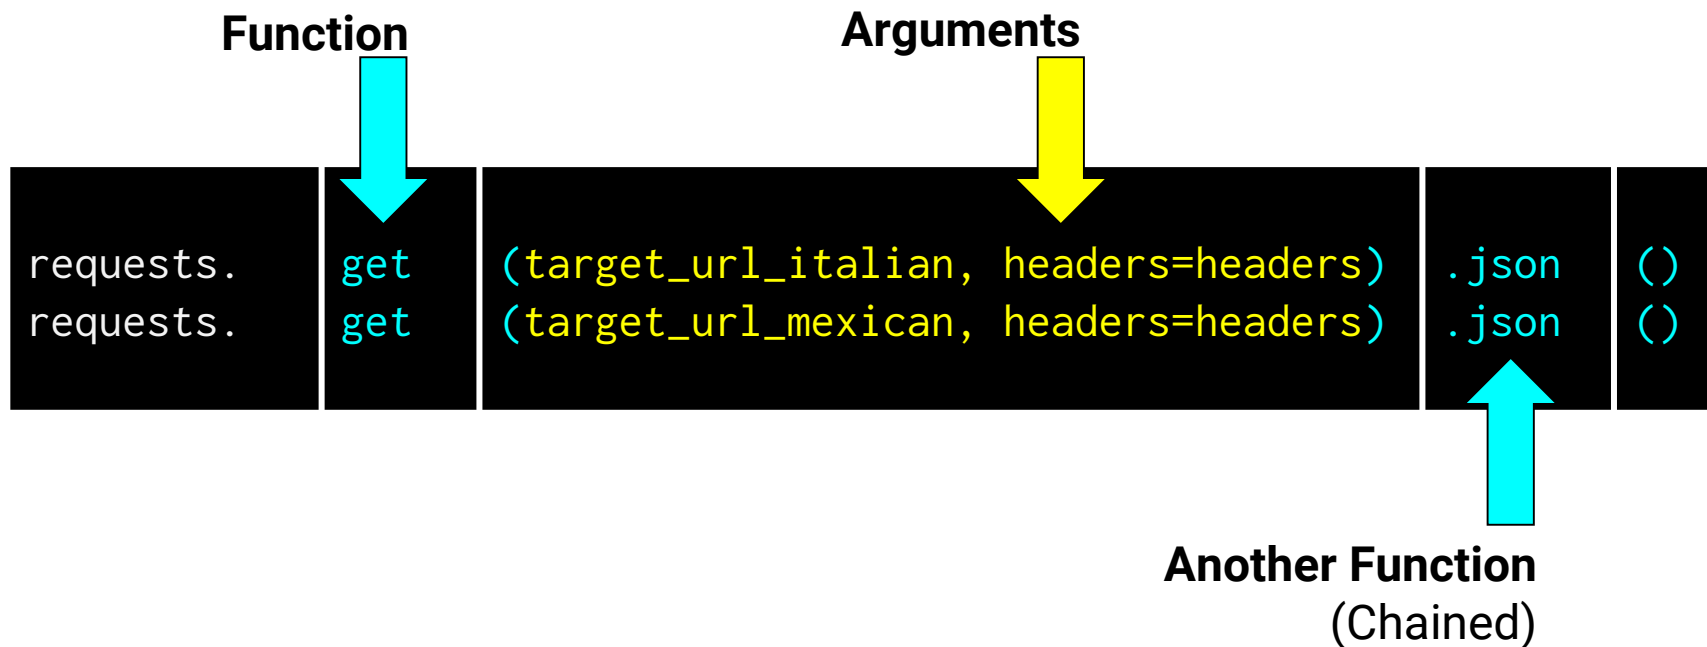 Function
Arguments
requests. get (target_url_italian, headers=headers) .json ()
requests. get (target_url_mexican, headers=headers) .json ()
Another Function
(Chained)